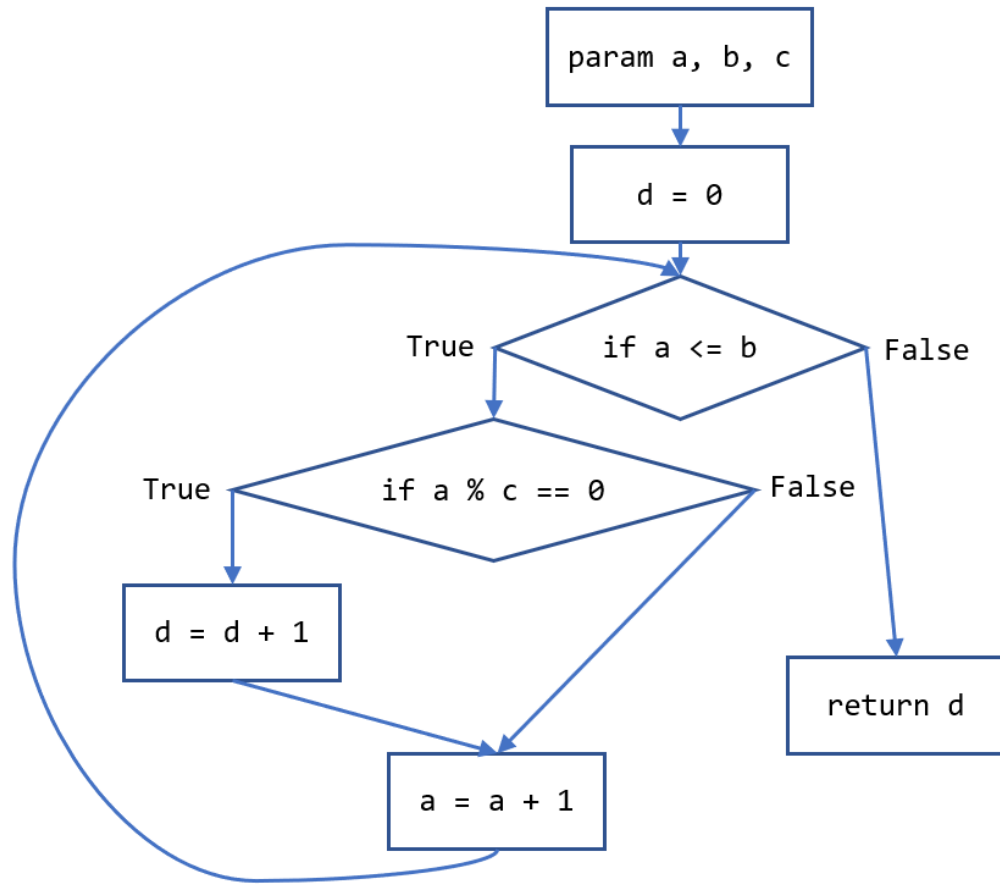 param a, b, c
d = 0
if a <= b
True
False
if a % c == 0
True
False
d = d + 1
return d
a = a + 1